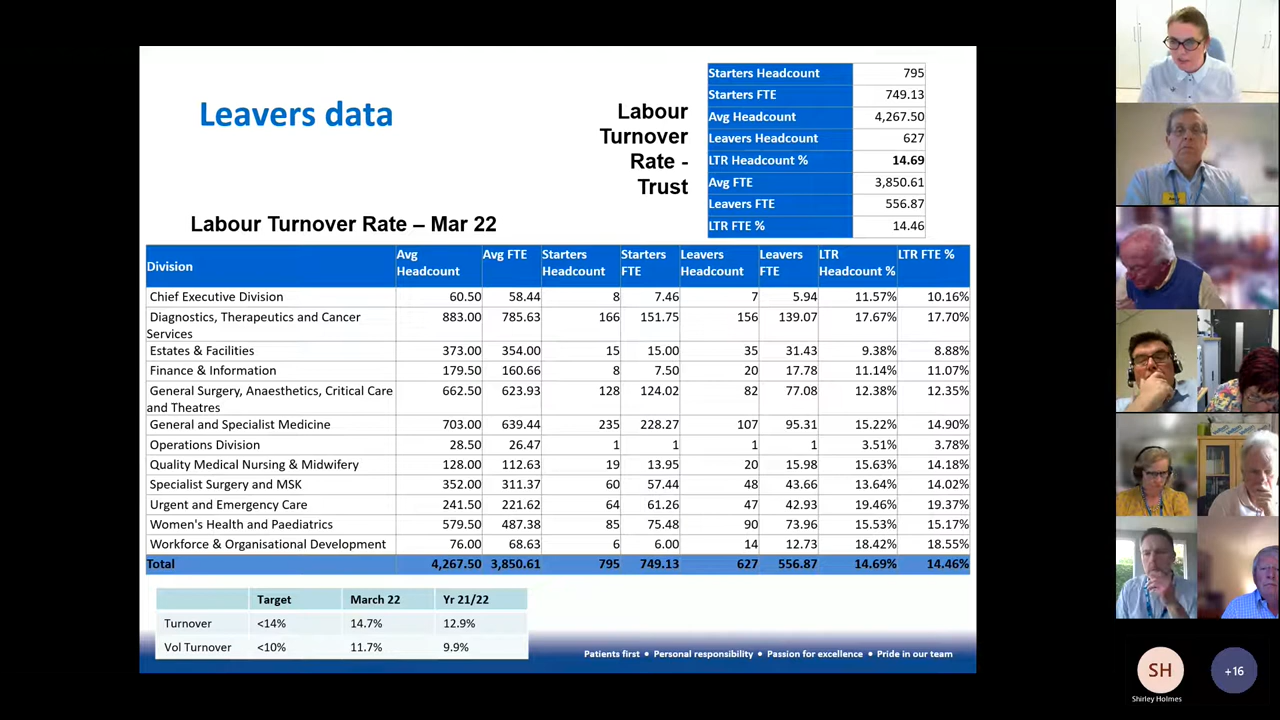 Leavers data
Labour
Turnover
Rate -
Trust
Starters Headcount 795
Starters FTE 749.13
Avg Headcount 4,267.50
Leavers Headcount 627
LTR Headcount % 14.69
Avg FTE 3,850.61
Leavers FTE 556.87
LTR FTE % 14.46
Labour Turnover Rate – Mar 22
Division Avg Headcount Avg FTE Starters Headcount Starters FTE Leavers Headcount Leavers FTE LTR Headcount % LTR FTE %
Chief Executive Division 60.50 58.44 8 7.46 7 5.94 11.57% 10.16%
Diagnostics, Therapeutics and Cancer Services 883.00 785.63 166 151.75 156 139.07 17.67% 17.70%
Estates & Facilities 373.00 354.00 15 15.00 35 31.43 9.38% 8.88%
Finance & Information 179.50 160.66 8 7.50 20 17.78 11.14% 11.07%
General Surgery, Anaesthetics, Critical Care and Theatres 662.50 623.93 128 124.02 82 77.08 12.38% 12.35%
General and Specialist Medicine 703.00 639.44 235 228.27 107 95.31 15.22% 14.90%
Operations Division 28.50 26.47 1 1 1 1 3.51% 3.78%
Quality Medical Nursing & Midwifery 128.00 112.63 19 13.95 20 15.98 15.63% 14.18%
Specialist Surgery and MSK 352.00 311.37 60 57.44 48 43.66 13.64% 14.02%
Urgent and Emergency Care 241.50 221.62 64 61.26 47 42.93 19.46% 19.37%
Women's Health and Paediatrics 579.50 487.38 85 75.48 90 73.96 15.53% 15.17%
Workforce & Organisational Development 76.00 68.63 6 6.00 14 12.73 18.42% 18.55%
Total 4,267.50 3,850.61 795 749.13 627 556.87 14.69% 14.46%
Target March 22 Yr 21/22
Turnover <14% 14.7% 12.9%
Vol Turnover <10% 11.7% 9.9%
Patients first • Personal responsibility • Passion for excellence • Pride in our team
SH
+16
Shirley Holmes